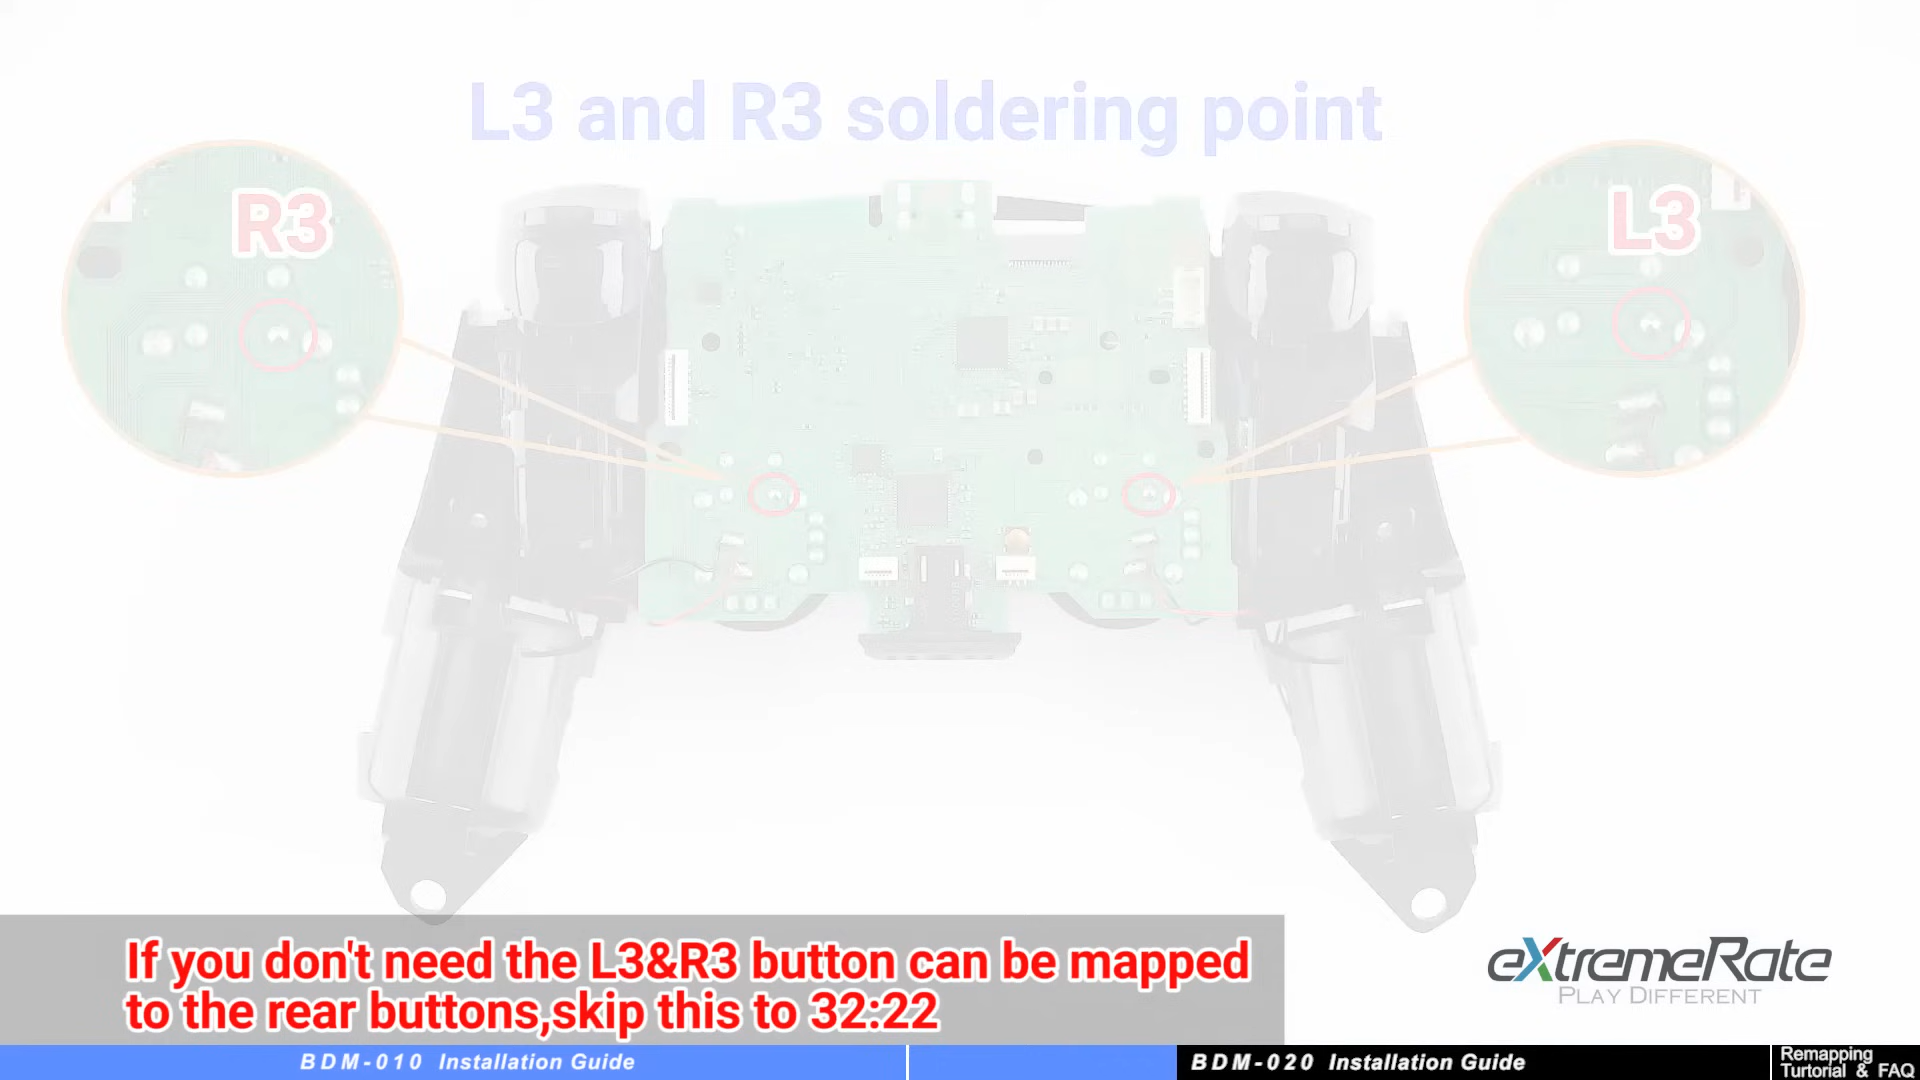 L3 and R3 soldering point
R3
L3
If you don't need the L3&R3 button can be mapped
to the rear buttons,skip this to 32:22
eXtremeRate
PLAY DIFFERENT
BDM-010 Installation Guide
BDM-020 Installation Guide
Remapping
Turtorial & FAQ